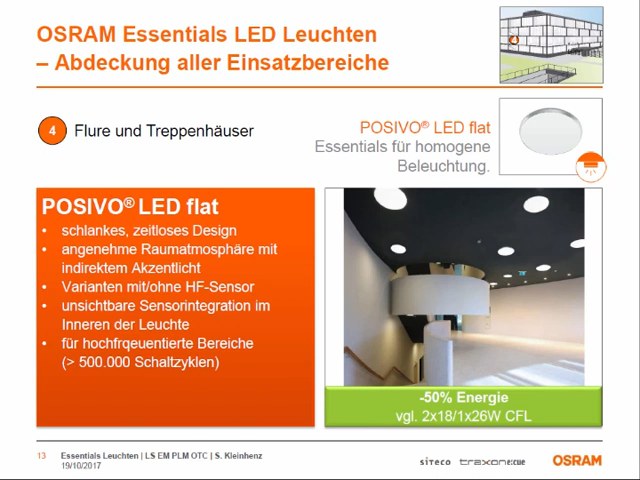 OSRAM Essentials LED Leuchten
– Abdeckung aller Einsatzbereiche
4 Flure und Treppenhäuser
POSIVO® LED flat
Essentials für homogene
Beleuchtung.
POSIVO® LED flat
• schlankes, zeitloses Design
• angenehme Raumatmosphäre mit
indirektem Akzentlicht
• Varianten mit/ohne HF-Sensor
• unsichtbare Sensorintegration im
Inneren der Leuchte
• für hochfrqeuentierte Bereiche
(> 500.000 Schaltzyklen)
-50% Energie
vgl. 2x18/1x26W CFL
13 Essentials Leuchten | LS EM PLM OTC | S. Kleinhenz
19/10/2017
siteco traxon e:cue OSRAM